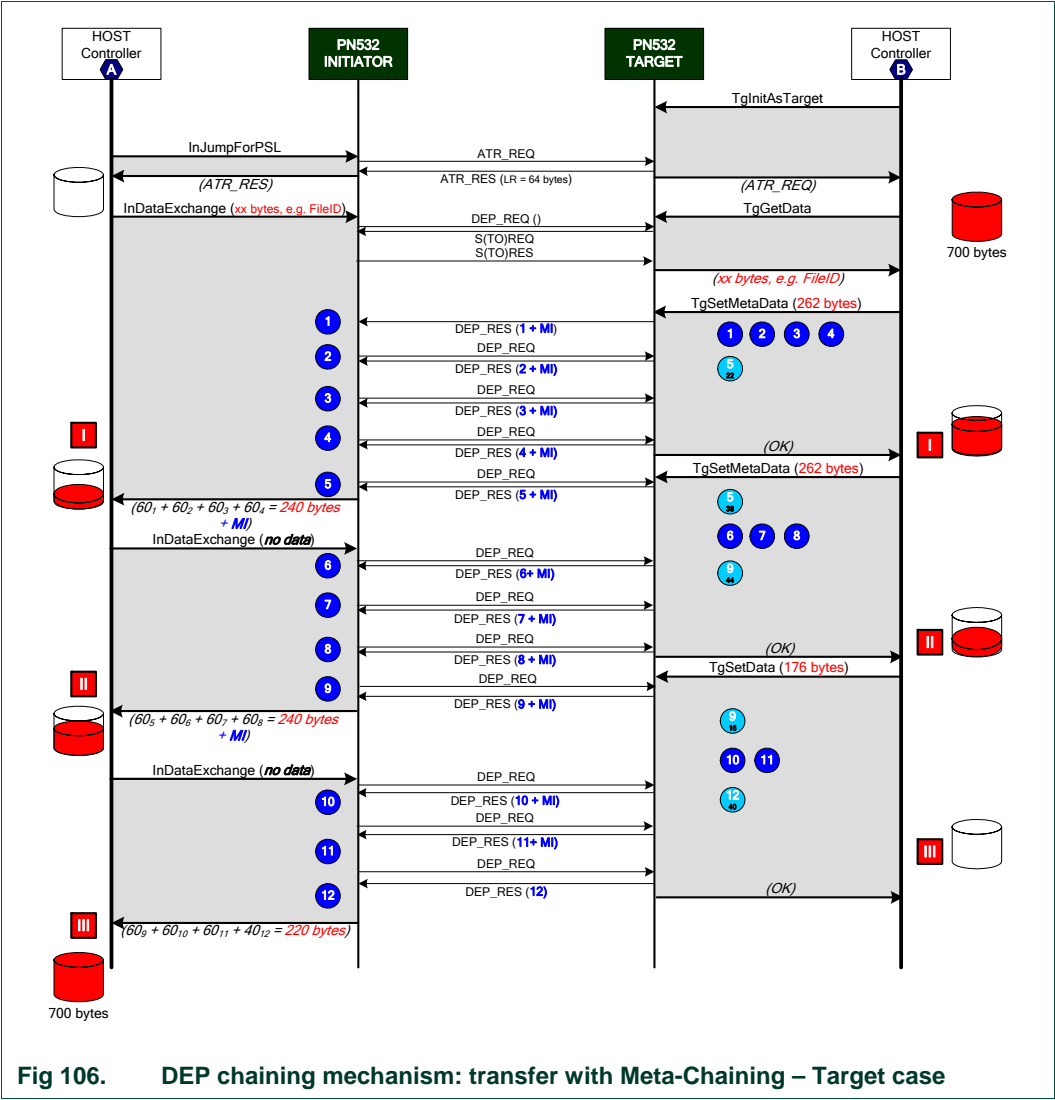 HOST
Controller
A
PN532
INITIATOR
PN532
TARGET
HOST
Controller
B
TgInitAsTarget
InJumpForPSL
ATR_REQ
ATR_RES (LR = 64 bytes)
(ATR_RES)
(ATR_REQ)
InDataExchange (xx bytes, e.g. FileID)
TgGetData
DEP_REQ ()
S(TO)REQ
S(TO)RES
700 bytes
(xx bytes, e.g. FileID)
TgSetMetaData (262 bytes)
1
DEP_RES (1 + MI)
1 2 3 4
DEP_REQ
2
DEP_RES (2 + MI)
5
22
DEP_REQ
3
DEP_RES (3 + MI)
DEP_REQ
4
I
(OK)
I
DEP_RES (4 + MI)
TgSetMetaData (262 bytes)
DEP_REQ
5
DEP_RES (5 + MI)
5
38
(60₁ + 60₂ + 60₃ + 60₄ = 240 bytes
+ MI)
InDataExchange (no data)
6 7 8
DEP_REQ
6
DEP_RES (6+ MI)
9
44
DEP_REQ
7
DEP_RES (7 + MI)
DEP_REQ
8
(OK)
II
DEP_RES (8 + MI)
TgSetData (176 bytes)
DEP_REQ
II
9
DEP_RES (9 + MI)
(60₅ + 60₆ + 60₇ + 60₈ = 240 bytes
+ MI)
9
16
InDataExchange (no data)
10 11
DEP_REQ
10
DEP_RES (10 + MI)
12
40
DEP_REQ
DEP_RES (11+ MI)
11
III
DEP_REQ
12
DEP_RES (12)
(OK)
III
(60₉ + 60₁₀ + 60₁₁ + 40₁₂ = 220 bytes)
700 bytes
Fig 106. DEP chaining mechanism: transfer with Meta-Chaining – Target case